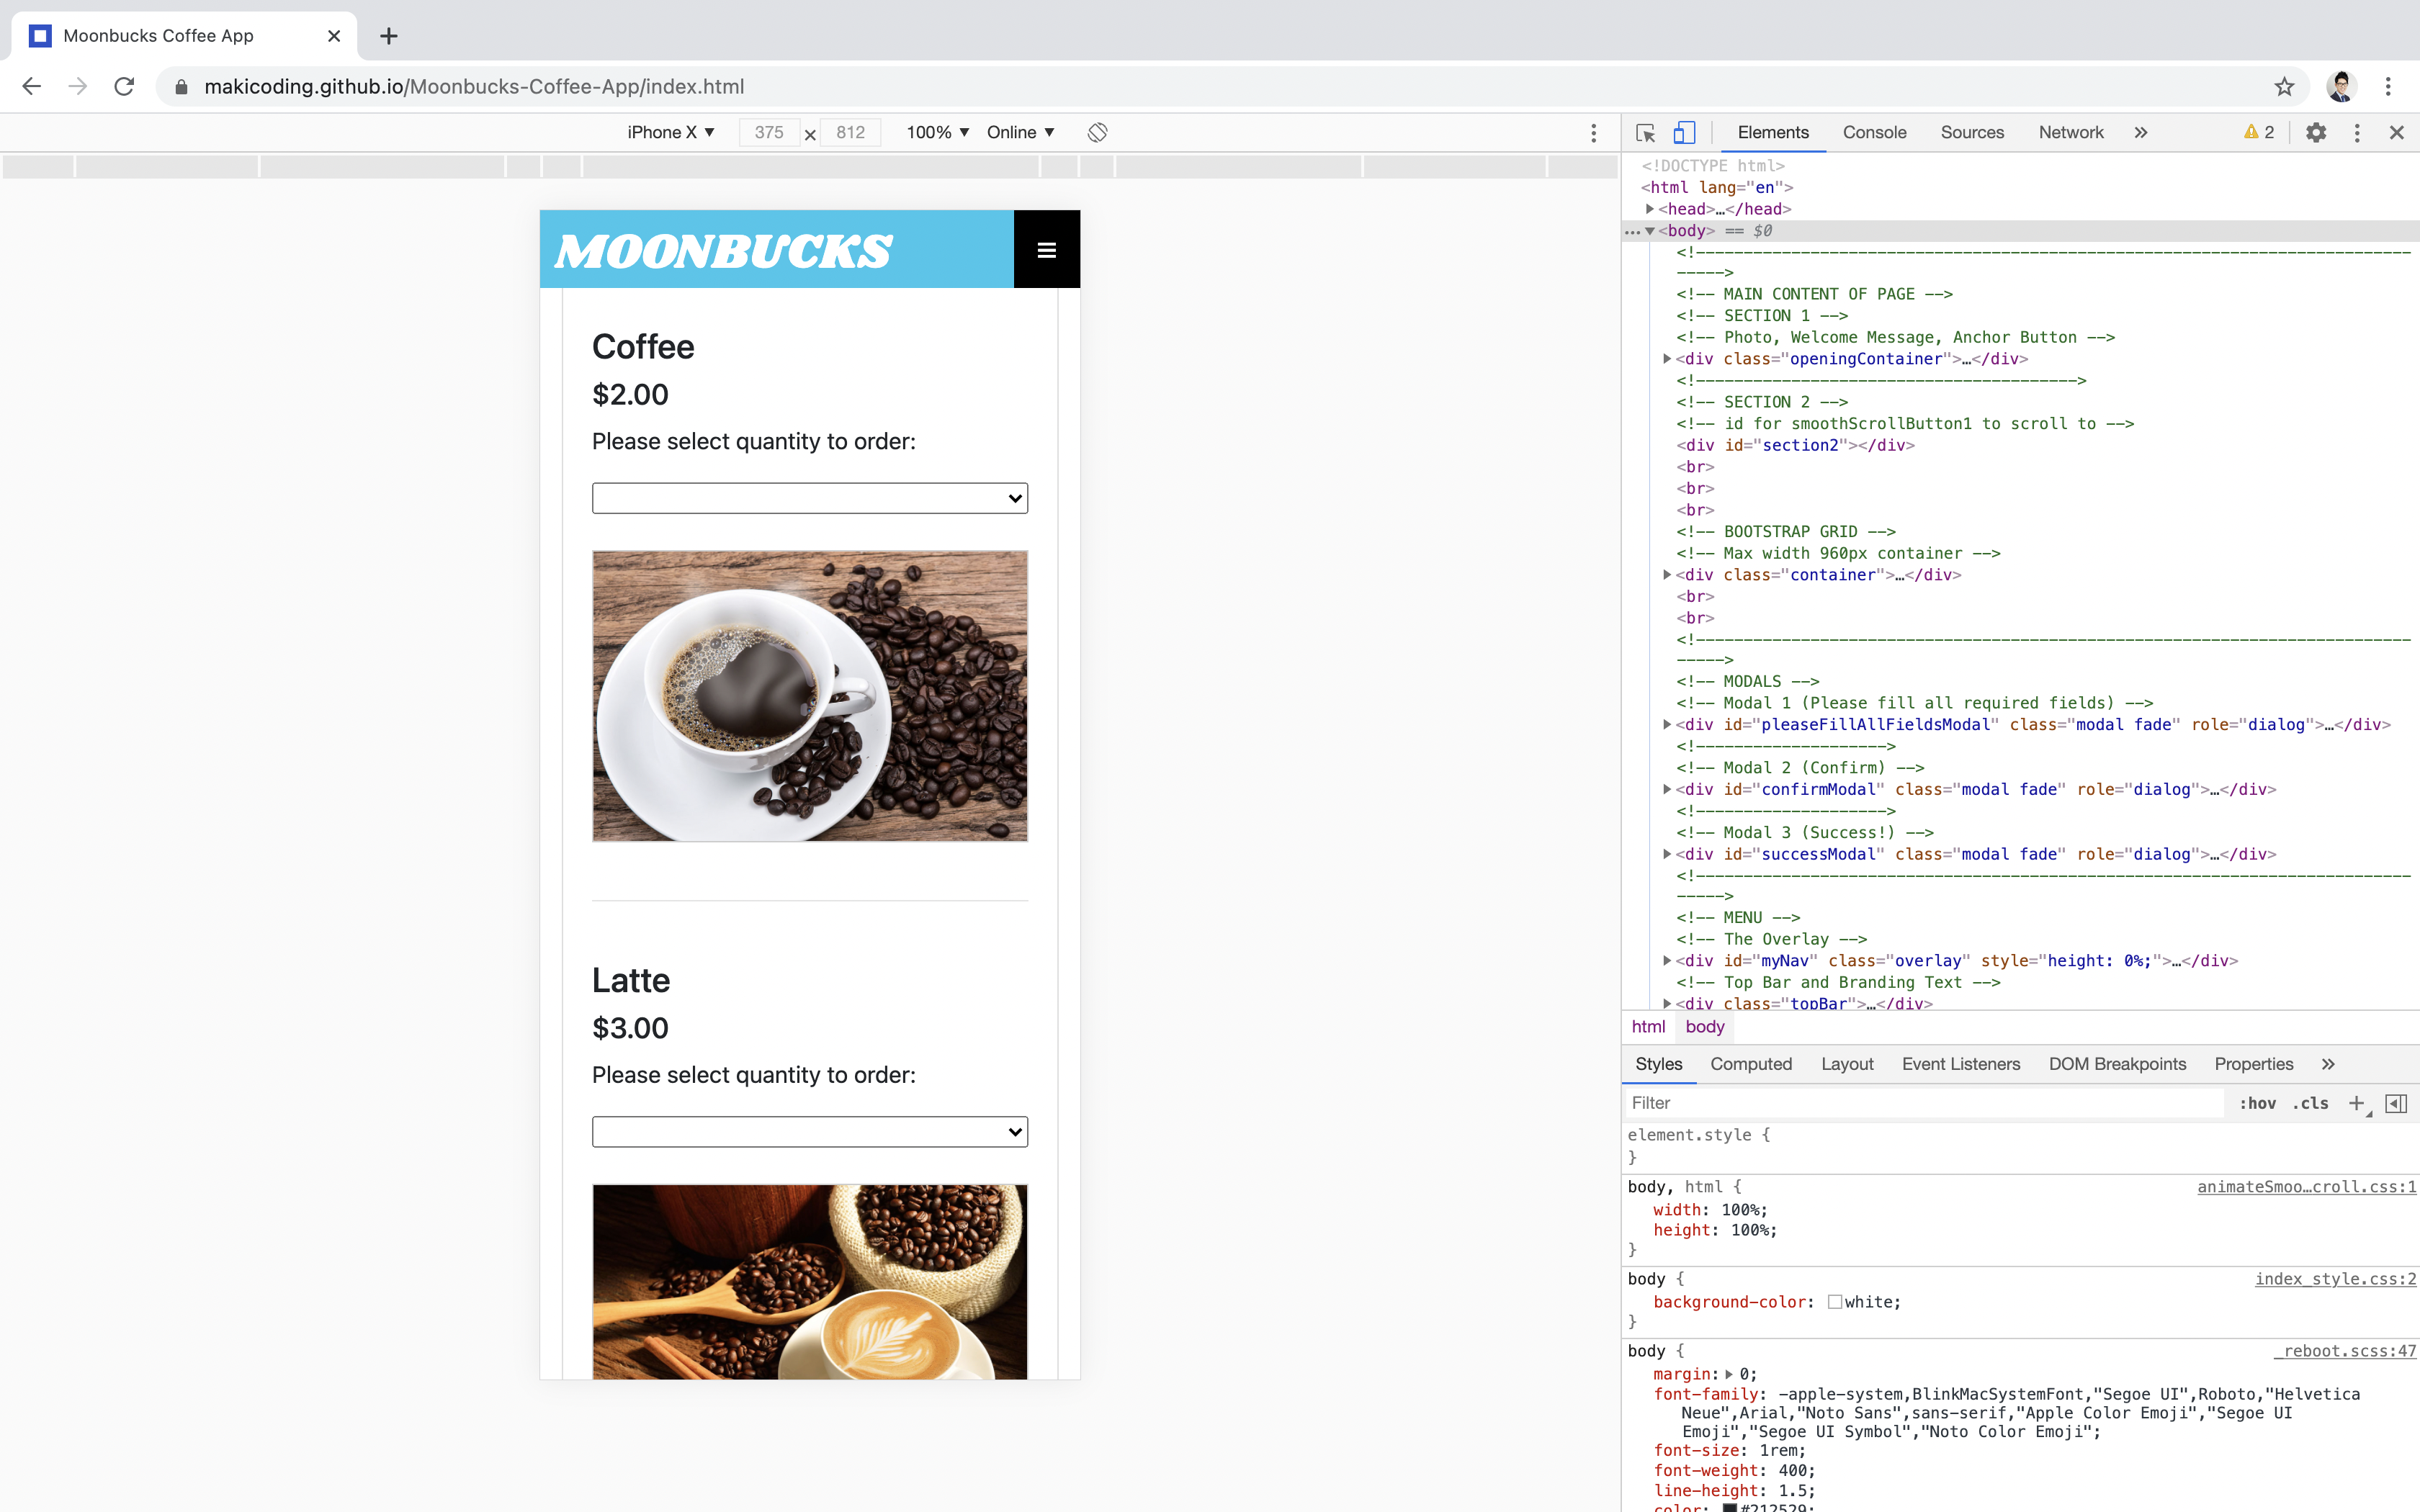 Moonbucks Coffee App
makicoding.github.io/Moonbucks-Coffee-App/index.html
iPhone X ▼ 375 × 812 100% ▼ Online ▼
Elements Console Sources Network » 2
MOONBUCKS
Coffee
$2.00
Please select quantity to order:
Latte
$3.00
Please select quantity to order:
<!DOCTYPE html>
<html lang="en">
<head>…</head>
… <body> == $0
<!---------------------------------------------------------------------------
----->
<!-- MAIN CONTENT OF PAGE -->
<!-- SECTION 1 -->
<!-- Photo, Welcome Message, Anchor Button -->
<div class="openingContainer">…</div>
<!---------------------------------------->
<!-- SECTION 2 -->
<!-- id for smoothScrollButton1 to scroll to -->
<div id="section2"></div>
<br>
<br>
<br>
<!-- BOOTSTRAP GRID -->
<!-- Max width 960px container -->
<div class="container">…</div>
<br>
<br>
<!---------------------------------------------------------------------------
----->
<!-- MODALS -->
<!-- Modal 1 (Please fill all required fields) -->
<div id="pleaseFillAllFieldsModal" class="modal fade" role="dialog">…</div>
<!-------------------->
<!-- Modal 2 (Confirm) -->
<div id="confirmModal" class="modal fade" role="dialog">…</div>
<!-------------------->
<!-- Modal 3 (Success!) -->
<div id="successModal" class="modal fade" role="dialog">…</div>
<!---------------------------------------------------------------------------
----->
<!-- MENU -->
<!-- The Overlay -->
<div id="myNav" class="overlay" style="height: 0%;">…</div>
<!-- Top Bar and Branding Text -->
<div class="topBar">…</div>
html body
Styles Computed Layout Event Listeners DOM Breakpoints Properties »
Filter :hov .cls +
element.style {
}
body, html { animateSmoo…croll.css:1
width: 100%;
height: 100%;
}
body { index_style.css:2
background-color: white;
}
body { _reboot.scss:47
margin: 0;
font-family: -apple-system,BlinkMacSystemFont,"Segoe UI",Roboto,"Helvetica
Neue",Arial,"Noto Sans",sans-serif,"Apple Color Emoji","Segoe UI
Emoji","Segoe UI Symbol","Noto Color Emoji";
font-size: 1rem;
font-weight: 400;
line-height: 1.5;
color: #212529;